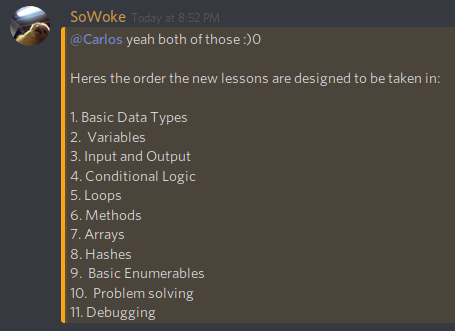 SoWoke Today at 8:52 PM
@Carlos yeah both of those :)0
Heres the order the new lessons are designed to be taken in:
1. Basic Data Types
2. Variables
3. Input and Output
4. Conditional Logic
5. Loops
6. Methods
7. Arrays
8. Hashes
9. Basic Enumerables
10. Problem solving
11. Debugging